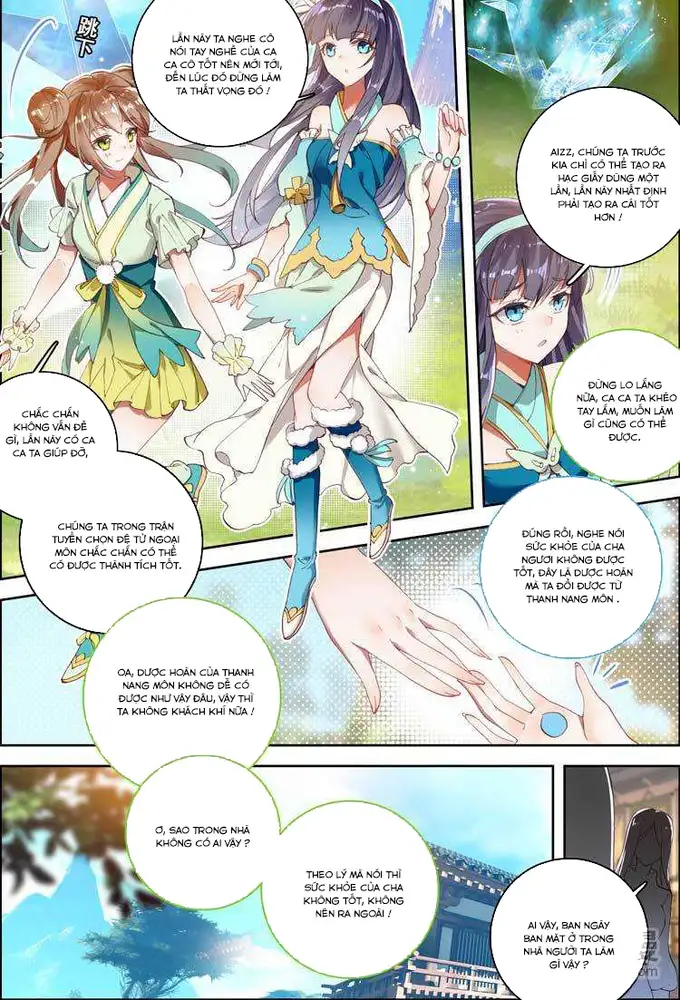 跳下
LẦN NÀY TA NGHE CÔ
NÓI TAY NGHỀ CỦA CA
CA CÔ TỐT NÊN MỚI TỚI,
ĐẾN LÚC ĐÓ ĐỪNG LÀM
TA THẤT VỌNG ĐÓ !
AIZZ, CHÚNG TA TRƯỚC
KIA CHỈ CÓ THỂ TẠO RA
HẠC GIẤY DÙNG MỘT
LẦN, LẦN NÀY NHẤT ĐỊNH
PHẢI TẠO RA CÁI TỐT
HƠN !
ĐỪNG LO LẮNG
NỮA, CA CA TA KHÉO
TAY LẮM, MUỐN LÀM
GÌ CŨNG CÓ THỂ
ĐƯỢC.
CHẮC CHẮN
KHÔNG VẤN ĐỀ
GÌ, LẦN NÀY CÓ CA
CA TA GIÚP ĐỠ,
CHÚNG TA TRONG TRẬN
TUYỂN CHỌN ĐỆ TỬ NGOẠI
MÔN CHẮC CHẮN CÓ THỂ
CÓ ĐƯỢC THÀNH TÍCH TỐT.
ĐÚNG RỒI, NGHE NÓI
SỨC KHỎE CỦA CHA
NGƯƠI KHÔNG ĐƯỢC
TỐT, ĐÂY LÀ DƯỢC HOÀN
MÀ TA ĐỔI ĐƯỢC TỪ
THANH NANG MÔN .
OA, DƯỢC HOÀN CỦA THANH
NANG MÔN KHÔNG DỄ CÓ
ĐƯỢC NHƯ VẬY ĐÂU, VẬY THÌ
TA KHÔNG KHÁCH KHÍ NỮA !
Ơ, SAO TRONG NHÀ
KHÔNG CÓ AI VẬY ?
THEO LÝ MÀ NÓI THÌ
SỨC KHỎE CỦA CHA
KHÔNG TỐT, KHÔNG
NÊN RA NGOÀI !
AI VẬY, BAN NGÀY
BAN MẶT Ở TRONG
NHÀ NGƯỜI TA LÀM
GÌ VẬY ?